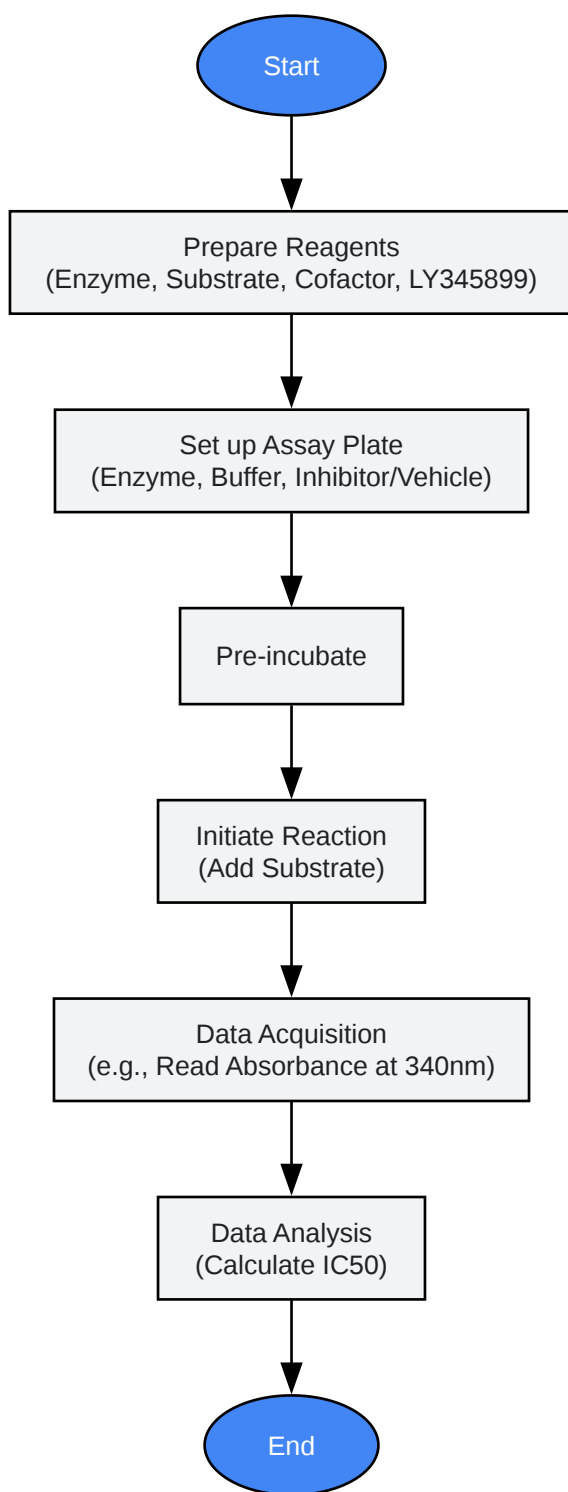 Start
Prepare Reagents
(Enzyme, Substrate, Cofactor, LY345899)
Set up Assay Plate
(Enzyme, Buffer, Inhibitor/Vehicle)
Pre-incubate
Initiate Reaction
(Add Substrate)
Data Acquisition
(e.g., Read Absorbance at 340nm)
Data Analysis
(Calculate IC50)
End